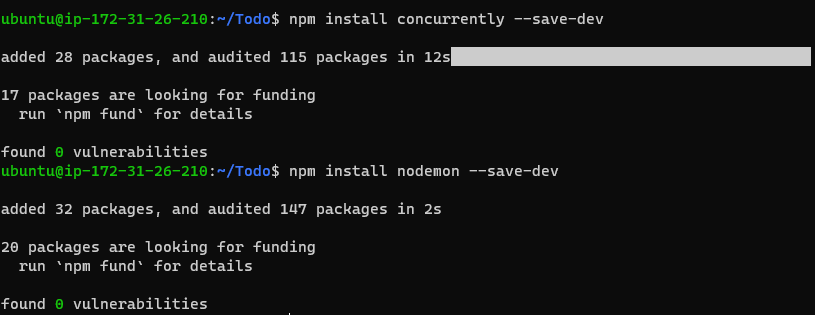 ubuntu@ip-172-31-26-210:~/Todo$ npm install concurrently --save-dev
added 28 packages, and audited 115 packages in 12s
17 packages are looking for funding
  run `npm fund` for details
found 0 vulnerabilities
ubuntu@ip-172-31-26-210:~/Todo$ npm install nodemon --save-dev
added 32 packages, and audited 147 packages in 2s
20 packages are looking for funding
  run `npm fund` for details
found 0 vulnerabilities